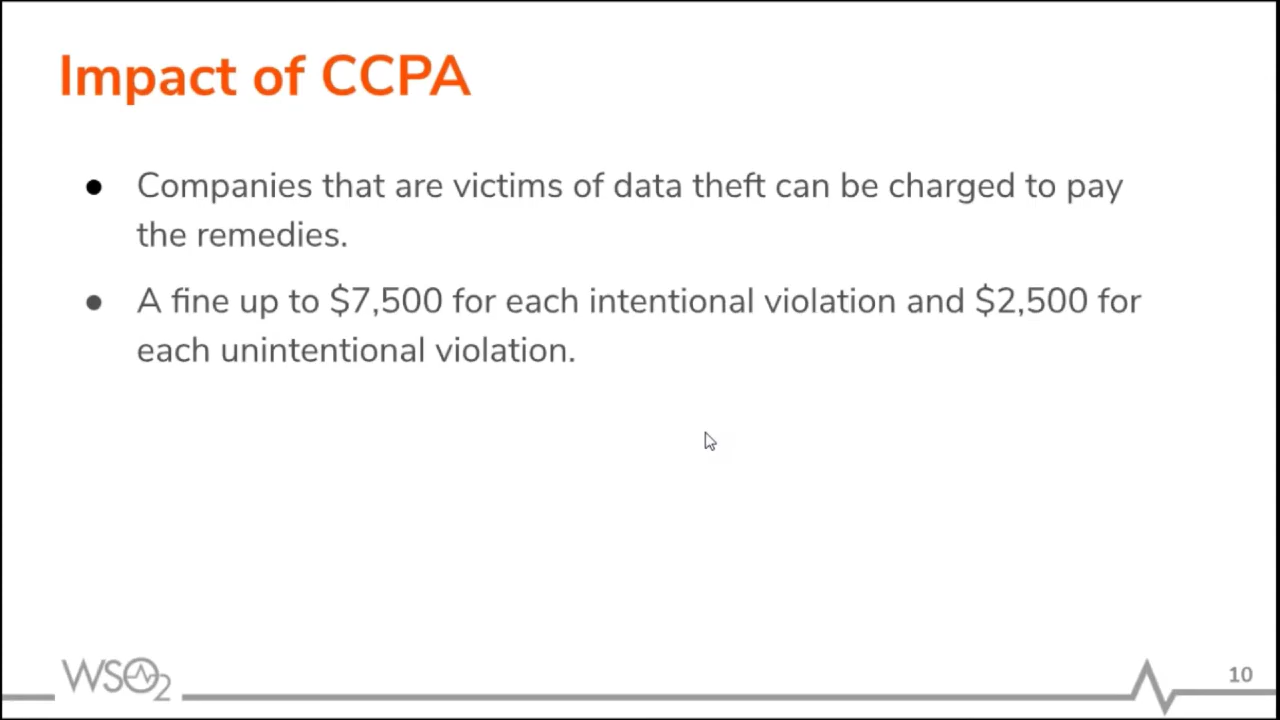 Impact of CCPA
● Companies that are victims of data theft can be charged to pay
the remedies.
● A fine up to $7,500 for each intentional violation and $2,500 for
each unintentional violation.
WSO2
10